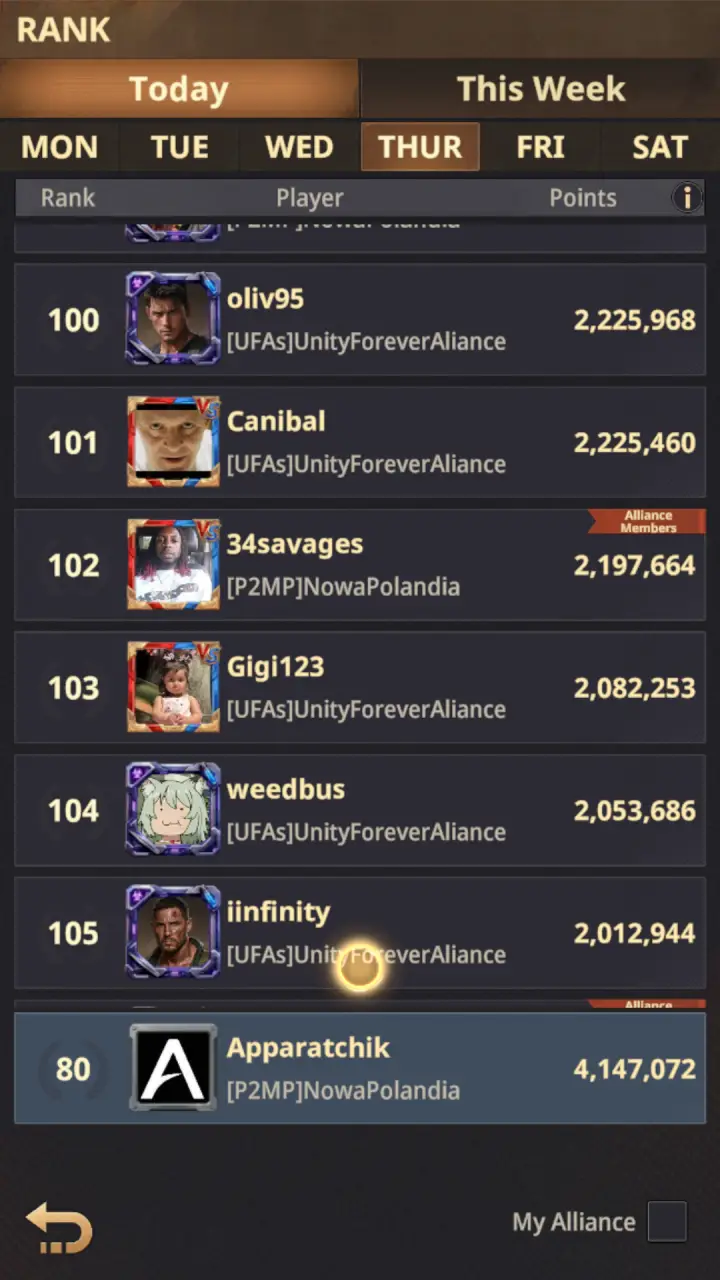 RANK
Today
This Week
MON
TUE
WED
THUR
FRI
SAT
Rank
Player
Points
100
oliv95
[UFAs]UnityForeverAliance
2,225,968
101
Canibal
[UFAs]UnityForeverAliance
2,225,460
Alliance
Members
102
34savages
[P2MP]NowaPolandia
2,197,664
103
Gigi123
[UFAs]UnityForeverAliance
2,082,253
104
weedbus
[UFAs]UnityForeverAliance
2,053,686
105
iinfinity
[UFAs]UnityForeverAliance
2,012,944
Alliance
80
Apparatchik
[P2MP]NowaPolandia
4,147,072
My Alliance